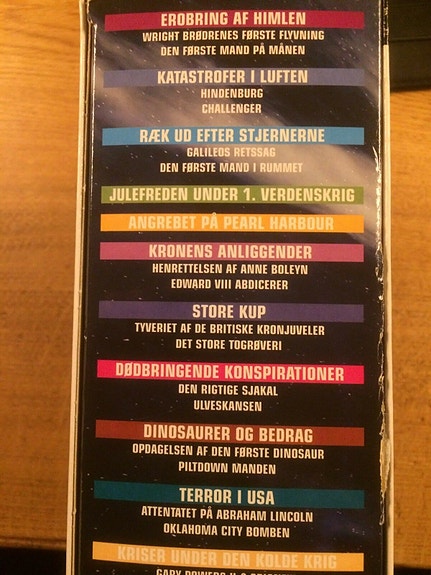 EROBRING AF HIMLEN
WRIGHT BRØDRENES FØRSTE FLYVNING
DEN FØRSTE MAND PÅ MÅNEN
KATASTROFER I LUFTEN
HINDENBURG
CHALLENGER
RÆK UD EFTER STJERNERNE
GALILEOS RETSSAG
DEN FØRSTE MAND I RUMMET
JULEFREDEN UNDER 1. VERDENSKRIG
ANGREBET PÅ PEARL HARBOUR
KRONENS ANLIGGENDER
HENRETTELSEN AF ANNE BOLEYN
EDWARD VIII ABDICERER
STORE KUP
TYVERIET AF DE BRITISKE KRONJUVELER
DET STORE TOGRØVERI
DØDBRINGENDE KONSPIRATIONER
DEN RIGTIGE SJAKAL
ULVESKANSEN
DINOSAURER OG BEDRAG
OPDAGELSEN AF DEN FØRSTE DINOSAUR
PILTDOWN MANDEN
TERROR I USA
ATTENTATET PÅ ABRAHAM LINCOLN
OKLAHOMA CITY BOMBEN
KRISER UNDER DEN KOLDE KRIG
GARY POWERS